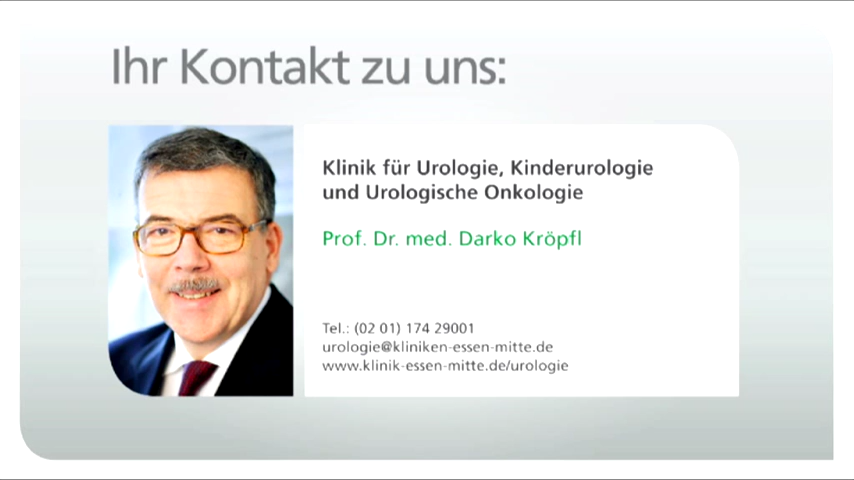 Ihr Kontakt zu uns:
Klinik für Urologie, Kinderurologie
und Urologische Onkologie
Prof. Dr. med. Darko Kröpfl
Tel.: (02 01) 174 29001
urologie@kliniken-essen-mitte.de
www.klinik-essen-mitte.de/urologie